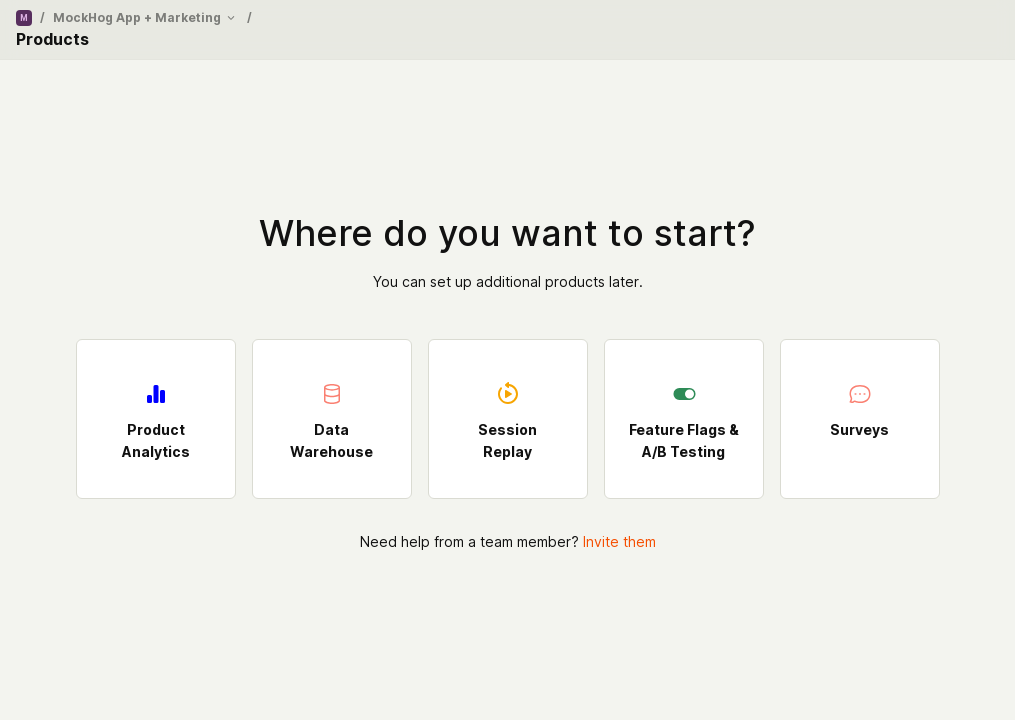 M / MockHog App + Marketing /
Products
Where do you want to start?
You can set up additional products later.
Product
Analytics
Data
Warehouse
Session
Replay
Feature Flags &
A/B Testing
Surveys
Need help from a team member? Invite them